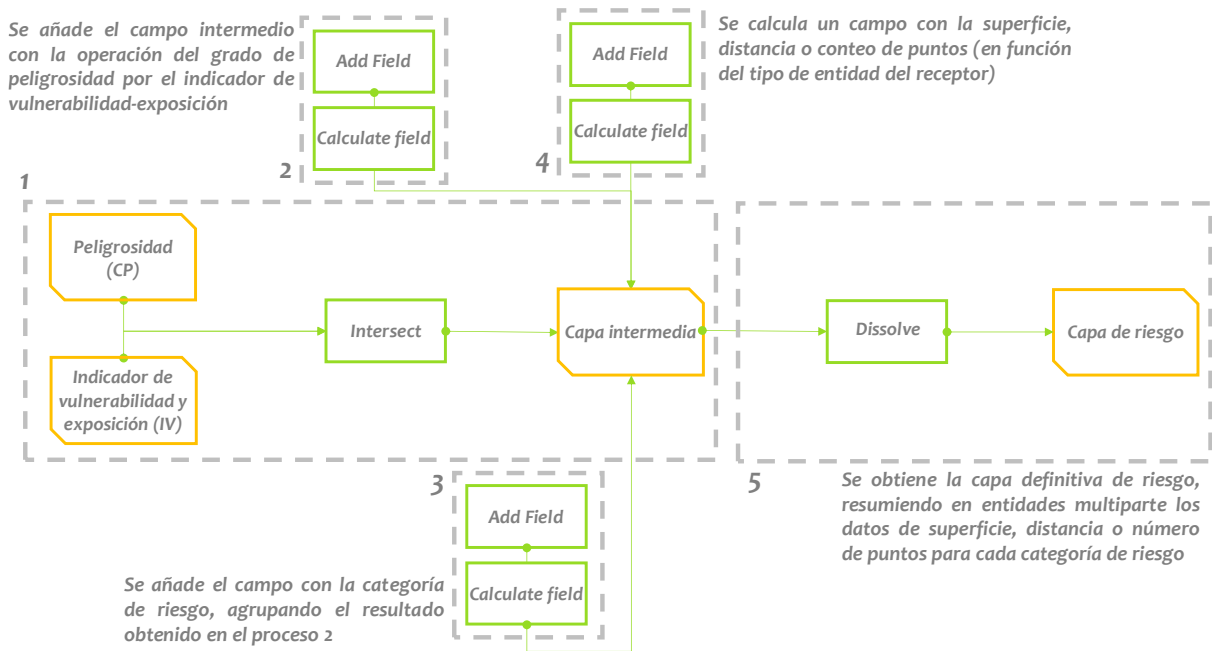 Se añade el campo intermedio
con la operación del grado de
peligrosidad por el indicador de
vulnerabilidad-exposición
Add Field
Calculate field
2
Add Field
Calculate field
4
Se calcula un campo con la superficie,
distancia o conteo de puntos (en función
del tipo de entidad del receptor)
1
Peligrosidad
(CP)
Indicador de
vulnerabilidad y
exposición (IV)
Intersect
Capa intermedia
Dissolve
Capa de riesgo
3
Add Field
Calculate field
Se añade el campo con la categoría
de riesgo, agrupando el resultado
obtenido en el proceso 2
5
Se obtiene la capa definitiva de riesgo,
resumiendo en entidades multiparte los
datos de superficie, distancia o número
de puntos para cada categoría de riesgo